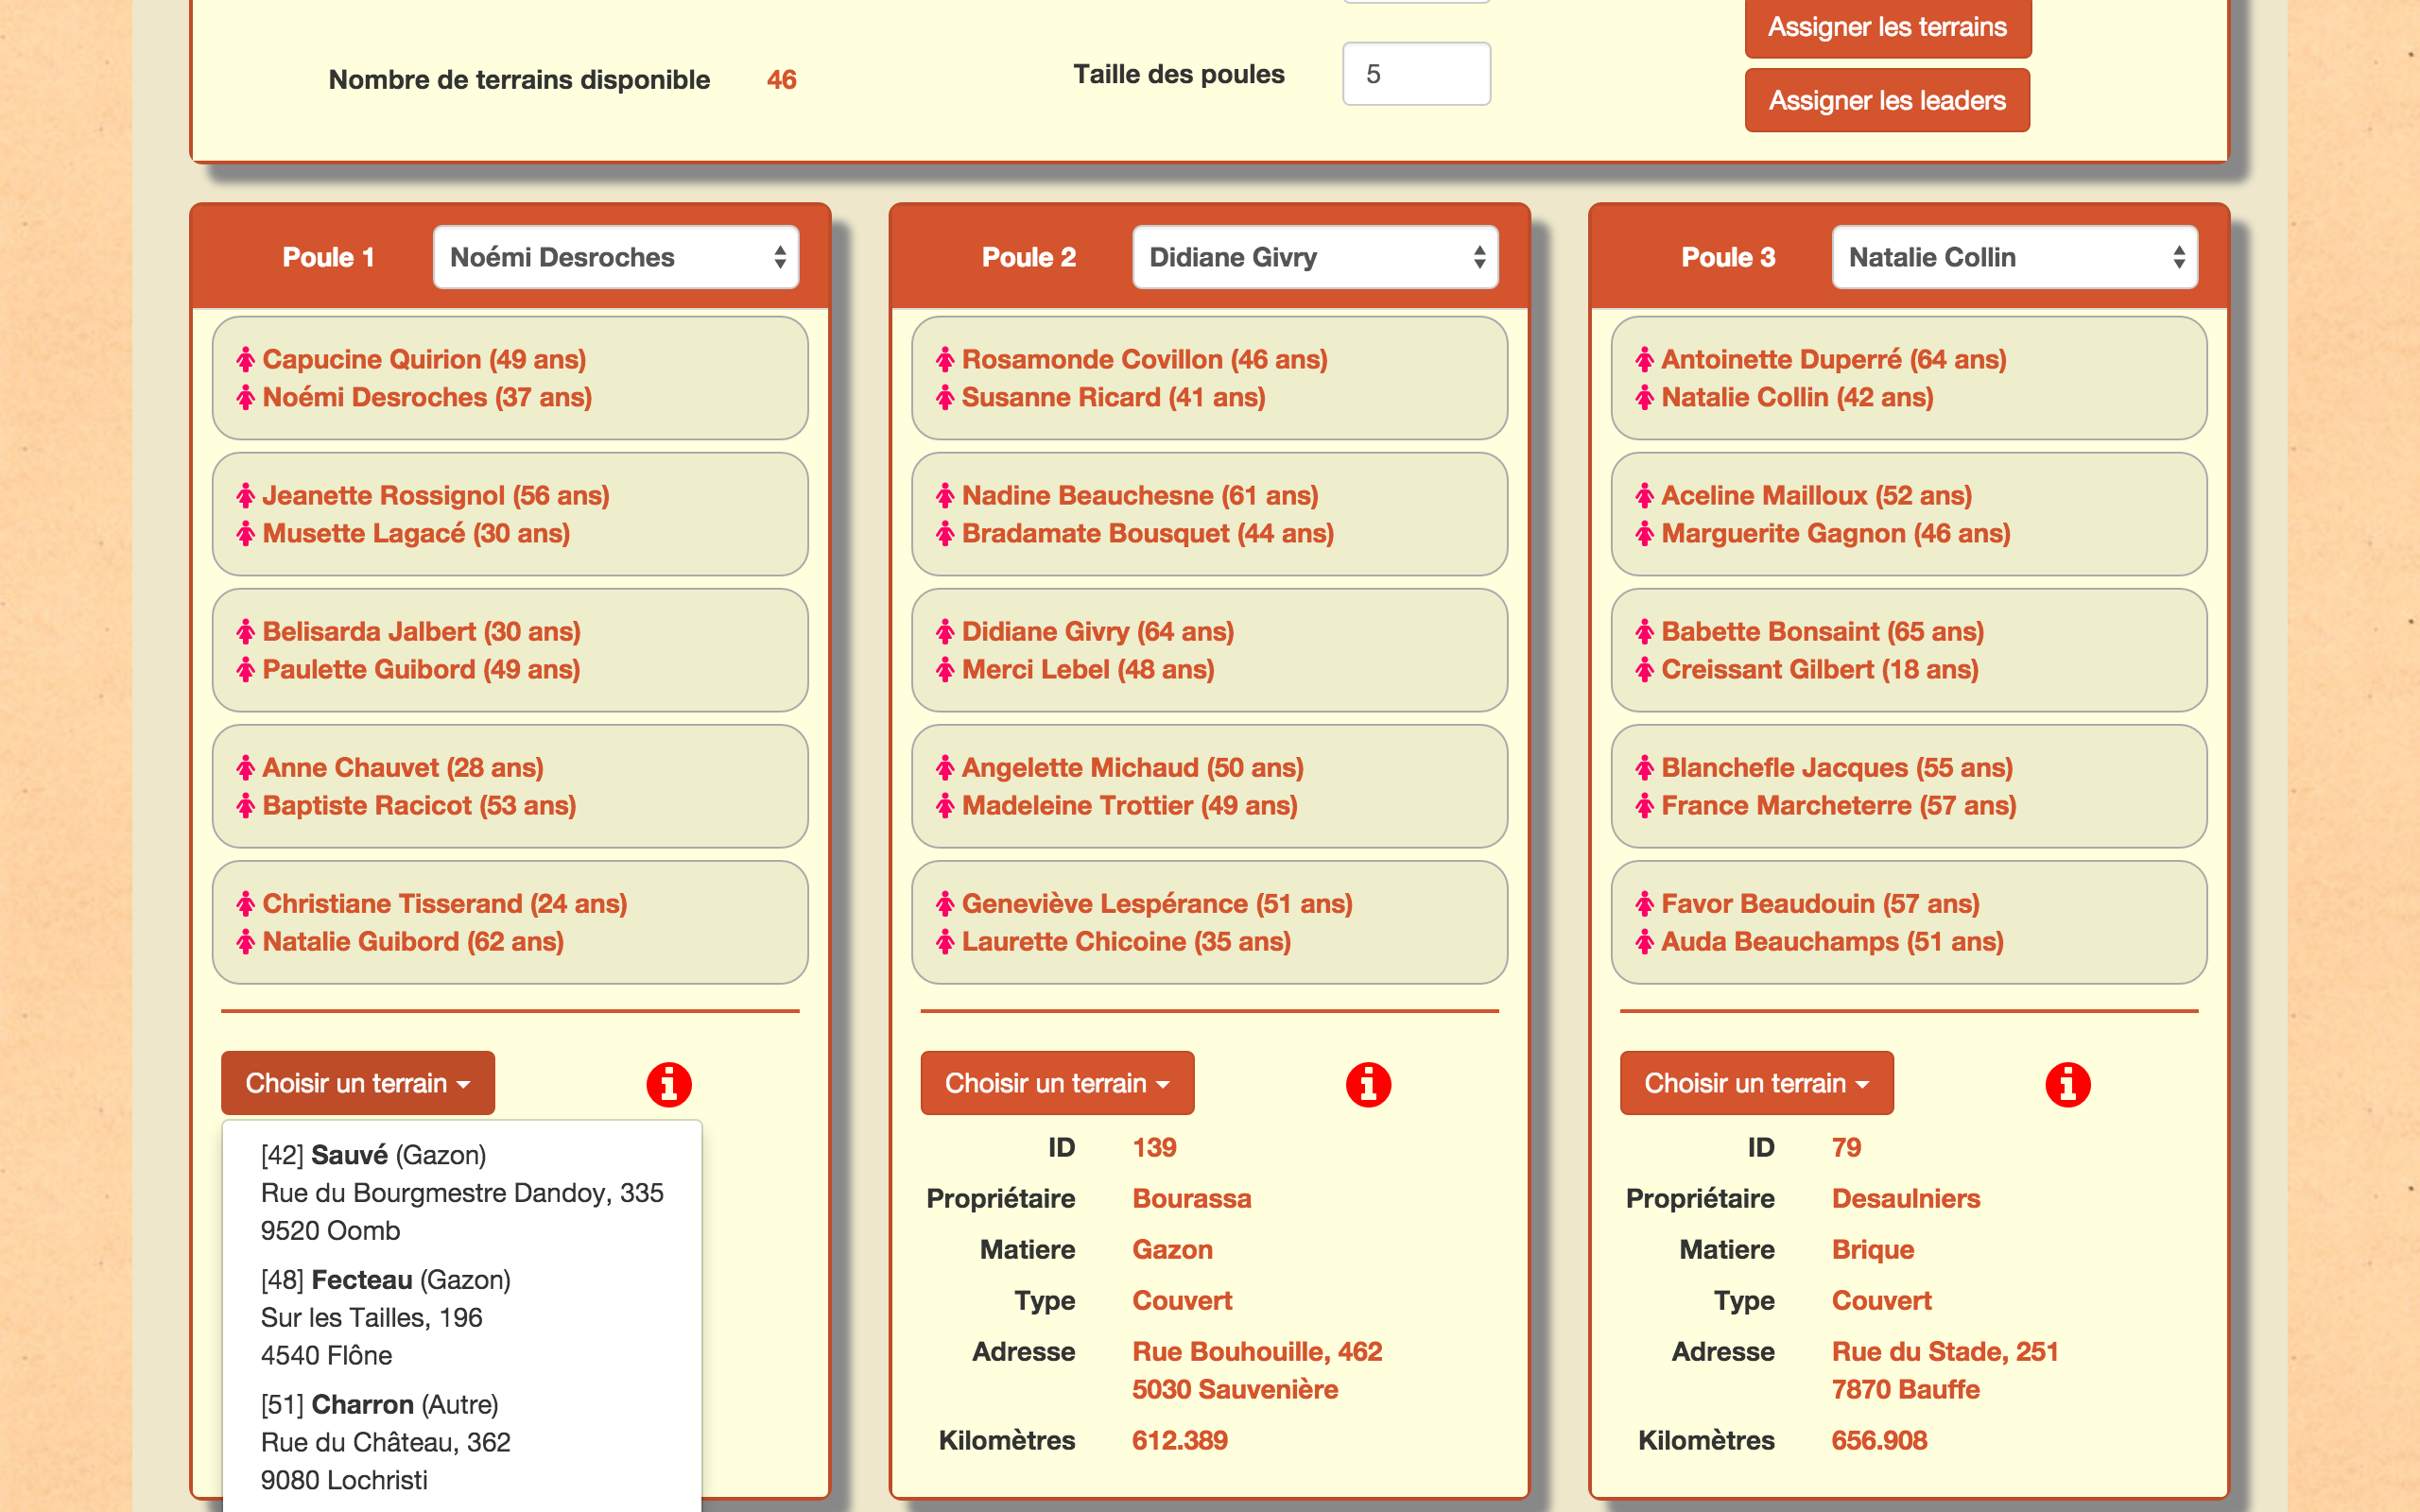 Nombre de terrains disponible 46
Taille des poules 5
Assigner les terrains
Assigner les leaders
Poule 1 Noémi Desroches
Capucine Quirion (49 ans)
Noémi Desroches (37 ans)
Jeanette Rossignol (56 ans)
Musette Lagacé (30 ans)
Belisarda Jalbert (30 ans)
Paulette Guibord (49 ans)
Anne Chauvet (28 ans)
Baptiste Racicot (53 ans)
Christiane Tisserand (24 ans)
Natalie Guibord (62 ans)
Choisir un terrain
[42] Sauvé (Gazon)
Rue du Bourgmestre Dandoy, 335
9520 Oomb
[48] Fecteau (Gazon)
Sur les Tailles, 196
4540 Flône
[51] Charron (Autre)
Rue du Château, 362
9080 Lochristi
Poule 2 Didiane Givry
Rosamonde Covillon (46 ans)
Susanne Ricard (41 ans)
Nadine Beauchesne (61 ans)
Bradamate Bousquet (44 ans)
Didiane Givry (64 ans)
Merci Lebel (48 ans)
Angelette Michaud (50 ans)
Madeleine Trottier (49 ans)
Geneviève Lespérance (51 ans)
Laurette Chicoine (35 ans)
Choisir un terrain
ID 139
Propriétaire Bourassa
Matiere Gazon
Type Couvert
Adresse Rue Bouhouille, 462
5030 Sauvenière
Kilomètres 612.389
Poule 3 Natalie Collin
Antoinette Duperré (64 ans)
Natalie Collin (42 ans)
Aceline Mailloux (52 ans)
Marguerite Gagnon (46 ans)
Babette Bonsaint (65 ans)
Creissant Gilbert (18 ans)
Blanchefle Jacques (55 ans)
France Marcheterre (57 ans)
Favor Beaudouin (57 ans)
Auda Beauchamps (51 ans)
Choisir un terrain
ID 79
Propriétaire Desaulniers
Matiere Brique
Type Couvert
Adresse Rue du Stade, 251
7870 Bauffe
Kilomètres 656.908